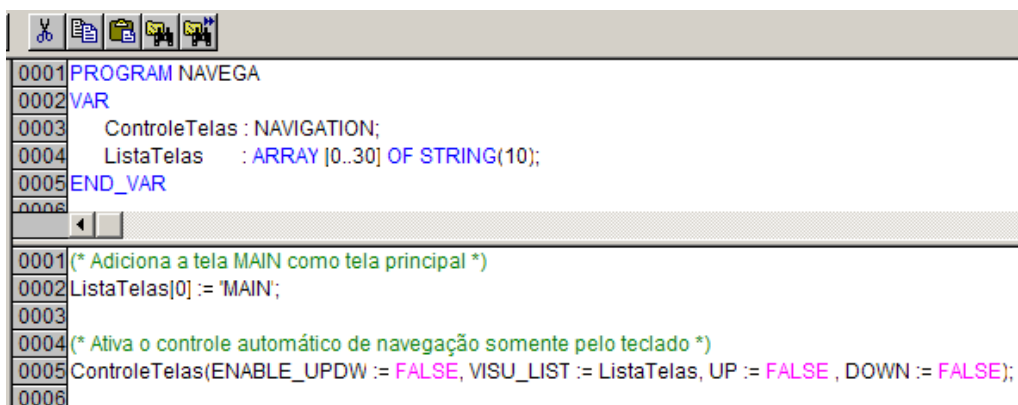 0001 PROGRAM NAVEGA
0002 VAR
0003 ControleTelas : NAVIGATION;
0004 ListaTelas : ARRAY [0..30] OF STRING(10);
0005 END_VAR
0006
0001 (* Adiciona a tela MAIN como tela principal *)
0002 ListaTelas[0] := 'MAIN';
0003
0004 (* Ativa o controle automático de navegação somente pelo teclado *)
0005 ControleTelas(ENABLE_UPDW := FALSE, VISU_LIST := ListaTelas, UP := FALSE , DOWN := FALSE);
0006